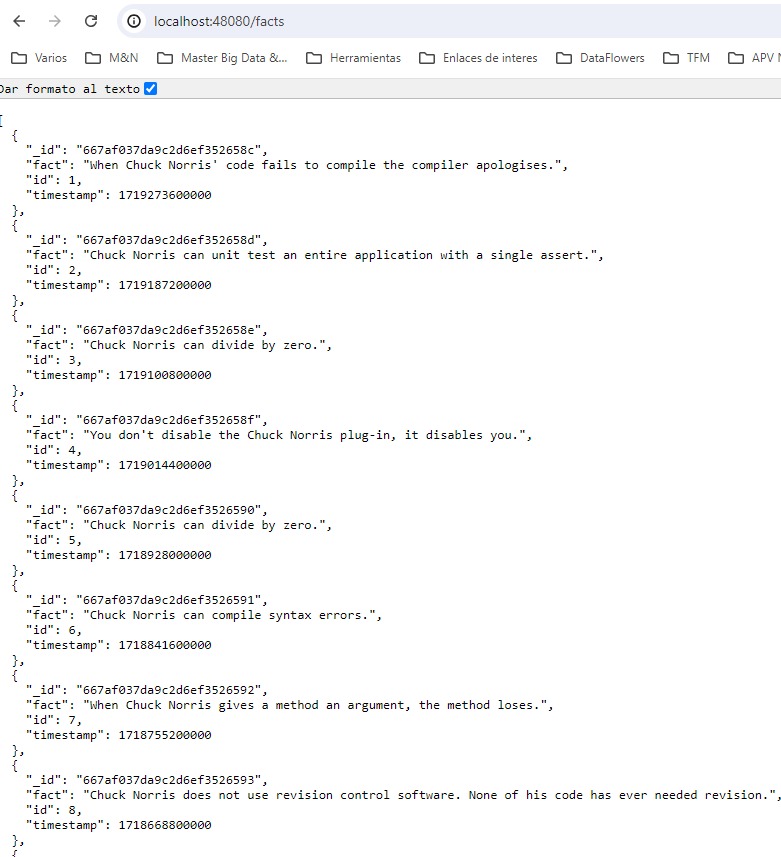 localhost:48080/facts
Varios M&N Master Big Data &... Herramientas Enlaces de interes DataFlowers TFM APV
Dar formato al texto
[
{
"_id": "667af037da9c2d6ef352658c",
"fact": "When Chuck Norris' code fails to compile the compiler apologises.",
"id": 1,
"timestamp": 1719273600000
},
{
"_id": "667af037da9c2d6ef352658d",
"fact": "Chuck Norris can unit test an entire application with a single assert.",
"id": 2,
"timestamp": 1719187200000
},
{
"_id": "667af037da9c2d6ef352658e",
"fact": "Chuck Norris can divide by zero.",
"id": 3,
"timestamp": 1719100800000
},
{
"_id": "667af037da9c2d6ef352658f",
"fact": "You don't disable the Chuck Norris plug-in, it disables you.",
"id": 4,
"timestamp": 1719014400000
},
{
"_id": "667af037da9c2d6ef3526590",
"fact": "Chuck Norris can divide by zero.",
"id": 5,
"timestamp": 1718928000000
},
{
"_id": "667af037da9c2d6ef3526591",
"fact": "Chuck Norris can compile syntax errors.",
"id": 6,
"timestamp": 1718841600000
},
{
"_id": "667af037da9c2d6ef3526592",
"fact": "When Chuck Norris gives a method an argument, the method loses.",
"id": 7,
"timestamp": 1718755200000
},
{
"_id": "667af037da9c2d6ef3526593",
"fact": "Chuck Norris does not use revision control software. None of his code has ever needed revision.",
"id": 8,
"timestamp": 1718668800000
},
{